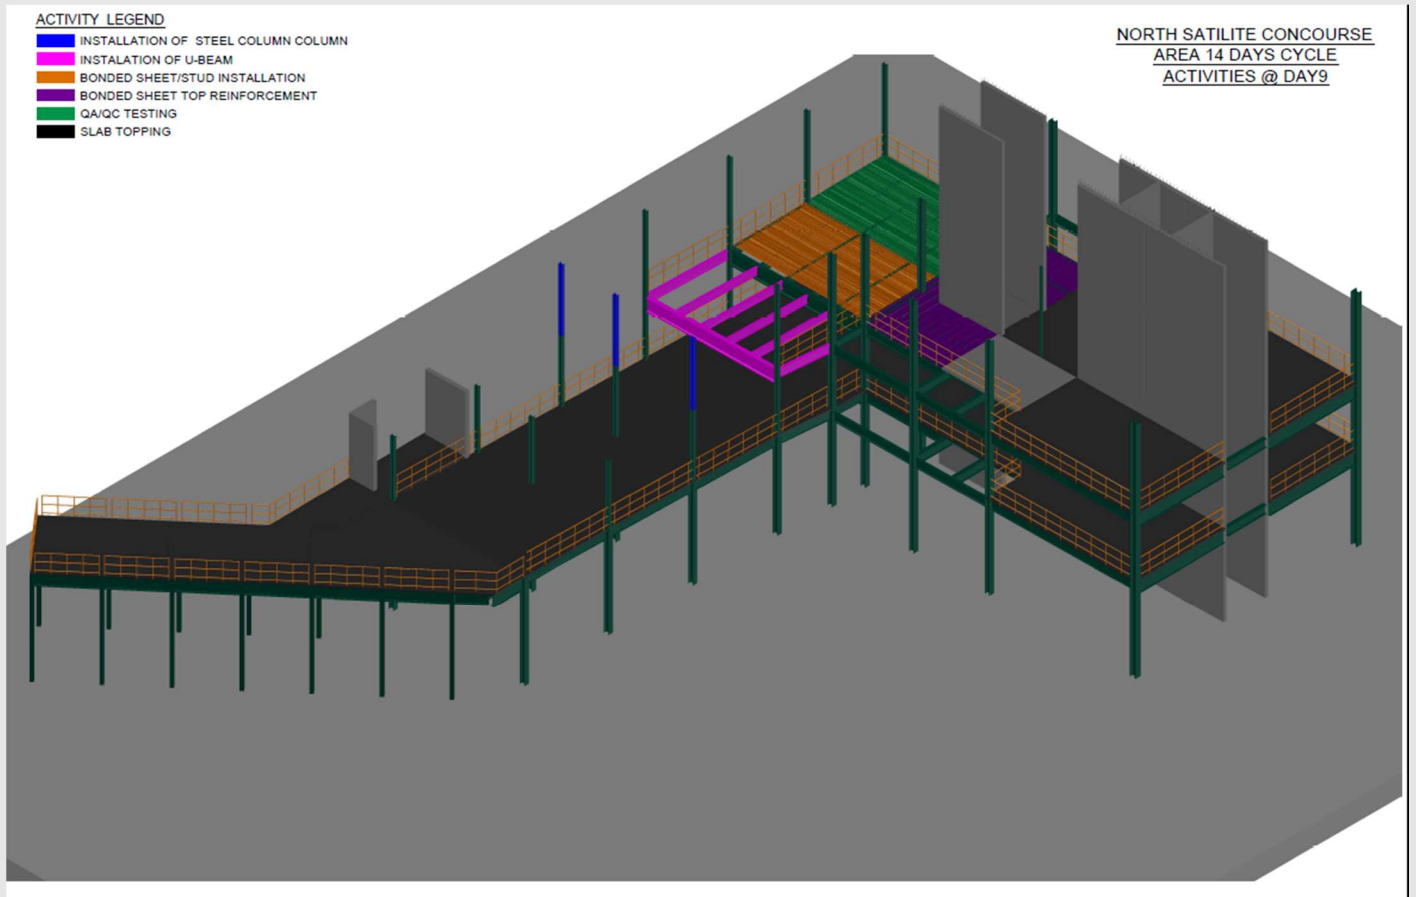 ACTIVITY LEGEND
INSTALLATION OF STEEL COLUMN COLUMN
INSTALATION OF U-BEAM
BONDED SHEET/STUD INSTALLATION
BONDED SHEET TOP REINFORCEMENT
QA/QC TESTING
SLAB TOPPING
NORTH SATILITE CONCOURSE
AREA 14 DAYS CYCLE
ACTIVITIES @ DAY9